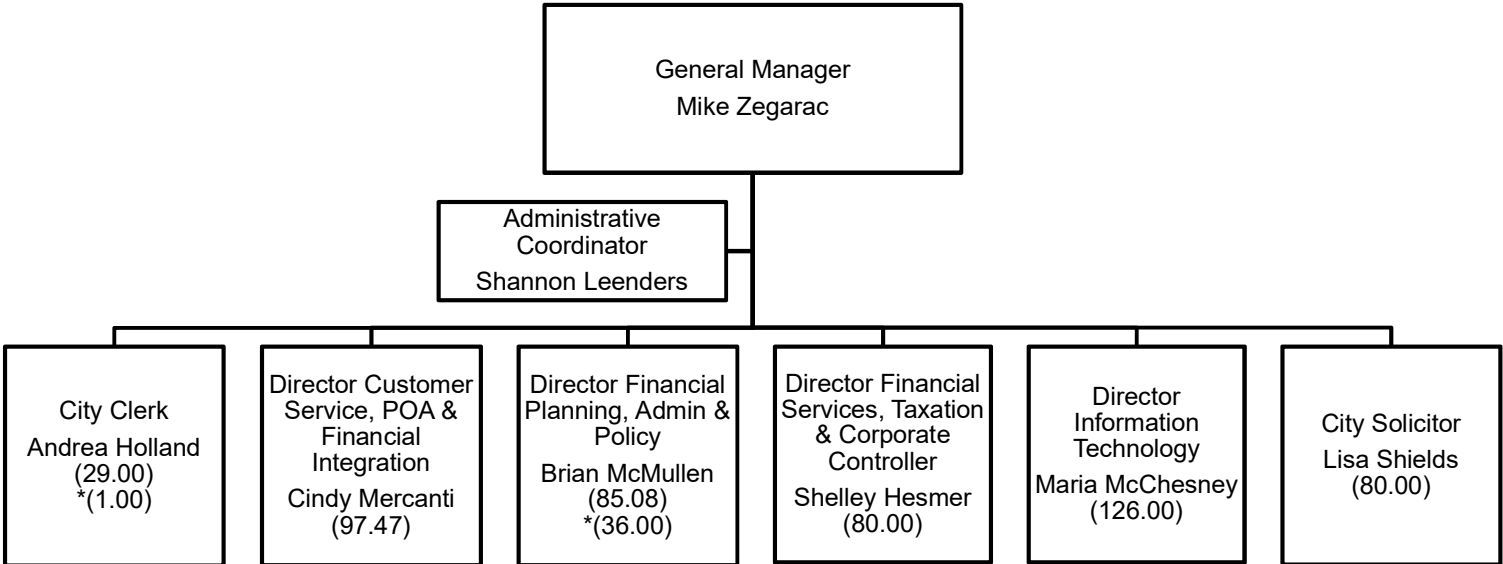 General Manager
Mike Zegarac
Administrative
Coordinator
Shannon Leenders
City Clerk
Andrea Holland
(29.00)
*(1.00)
Director Customer
Service, POA &
Financial
Integration
Cindy Mercanti
(97.47)
Director Financial
Planning, Admin &
Policy
Brian McMullen
(85.08)
*(36.00)
Director Financial
Services, Taxation
& Corporate
Controller
Shelley Hesmer
(80.00)
Director
Information
Technology
Maria McChesney
(126.00)
City Solicitor
Lisa Shields
(80.00)